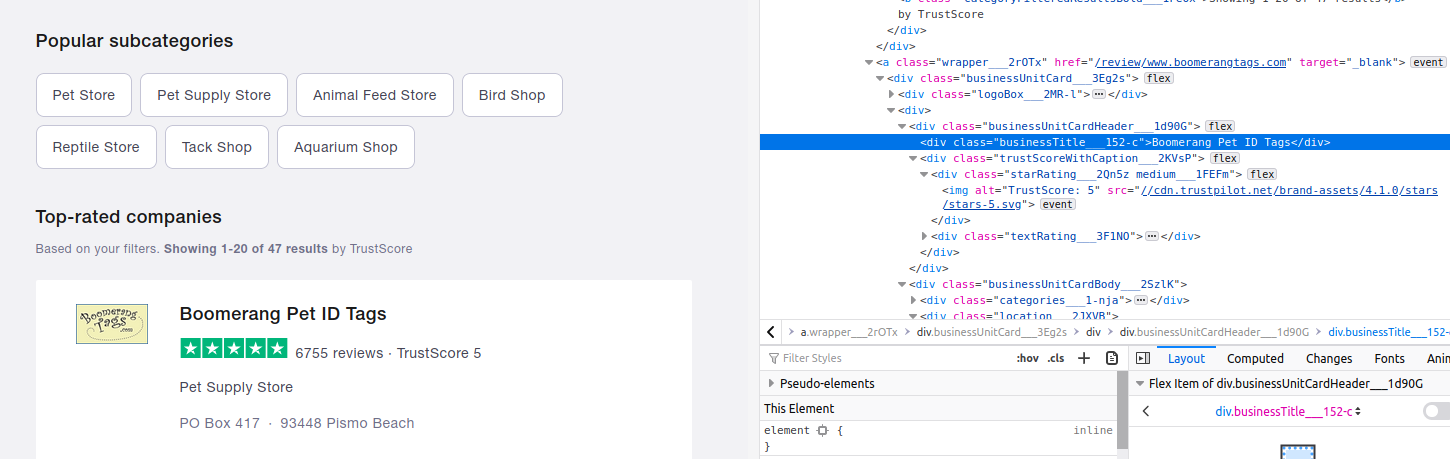 Popular subcategories
Pet Store
Pet Supply Store
Animal Feed Store
Bird Shop
Reptile Store
Tack Shop
Aquarium Shop
Top-rated companies
Based on your filters. Showing 1-20 of 47 results by TrustScore
Boomerang Tags .com
Boomerang Pet ID Tags
6755 reviews · TrustScore 5
Pet Supply Store
PO Box 417 · 93448 Pismo Beach
by TrustScore
</div>
</div>
<a class="wrapper___2rOTx" href="/review/www.boomerangtags.com" target="_blank"> event
<div class="businessUnitCard___3Eg2s"> flex
<div class="logoBox___2MR-l">⋯</div>
<div>
<div class="businessUnitCardHeader___1d90G"> flex
<div class="businessTitle___152-c">Boomerang Pet ID Tags</div>
<div class="trustScoreWithCaption___2KVsP"> flex
<div class="starRating___2Qn5z medium___1FEFm"> flex
<img alt="TrustScore: 5" src="//cdn.trustpilot.net/brand-assets/4.1.0/stars
/stars-5.svg"> event
</div>
<div class="textRating___3F1NO">⋯</div>
</div>
</div>
<div class="businessUnitCardBody___2SzlK">
<div class="categories___1-nja">⋯</div>
<div class="location___2JXVB">
a.wrapper___2rOTx > div.businessUnitCard___3Eg2s > div > div.businessUnitCardHeader___1d90G > div.businessTitle___152-c
Filter Styles :hov .cls +
Pseudo-elements
This Element
element { inline
}
Layout Computed Changes Fonts Anim
Flex Item of div.businessUnitCardHeader___1d90G
div.businessTitle___152-c